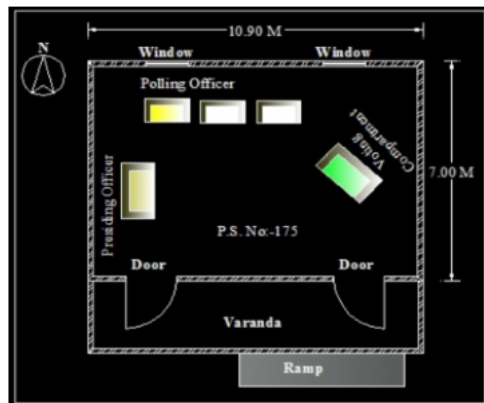 10.90 M
N
Window
Window
Polling Officer
Voting
Compartment
7.00 M
Presiding Officer
P.S. No:-175
Door
Door
Varanda
Ramp